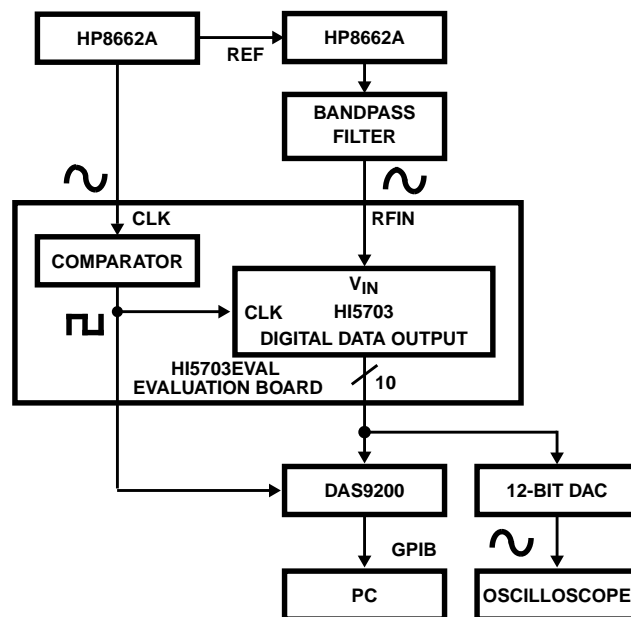 HP8662A
REF
HP8662A
BANDPASS
FILTER
CLK
RFIN
COMPARATOR
VIN
CLK
HI5703
DIGITAL DATA OUTPUT
HI5703EVAL
EVALUATION BOARD
10
DAS9200
12-BIT DAC
GPIB
PC
OSCILLOSCOPE